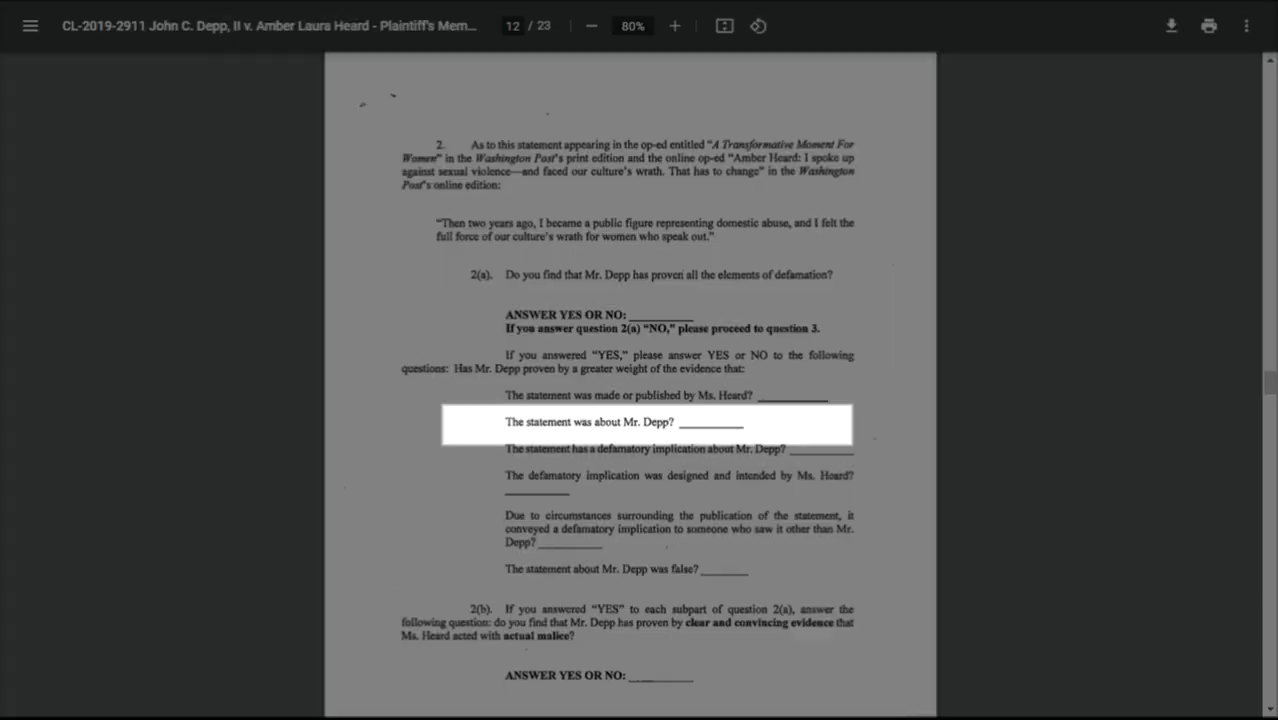 CL-2019-2911 John C. Depp, II v. Amber Laura Heard - Plaintiff's Mem... 12 / 23 80%
2. As to this statement appearing in the op-ed entitled "A Transformative Moment For
Women" in the Washington Post's print edition and the online op-ed "Amber Heard: I spoke up
against sexual violence—and faced our culture's wrath. That has to change" in the Washington
Post's online edition:
"Then two years ago, I became a public figure representing domestic abuse, and I felt the
full force of our culture's wrath for women who speak out."
2(a). Do you find that Mr. Depp has proven all the elements of defamation?
ANSWER YES OR NO: __________
If you answer question 2(a) "NO," please proceed to question 3.
If you answered "YES," please answer YES or NO to the following
questions: Has Mr. Depp proven by a greater weight of the evidence that:
The statement was made or published by Ms. Heard? __________
The statement was about Mr. Depp? __________
The statement has a defamatory implication about Mr. Depp? __________
The defamatory implication was designed and intended by Ms. Heard?
__________
Due to circumstances surrounding the publication of the statement, it
conveyed a defamatory implication to someone who saw it other than Mr.
Depp? __________
The statement about Mr. Depp was false? ________
2(b). If you answered "YES" to each subpart of question 2(a), answer the
following question: do you find that Mr. Depp has proven by clear and convincing evidence that
Ms. Heard acted with actual malice?
ANSWER YES OR NO: __________